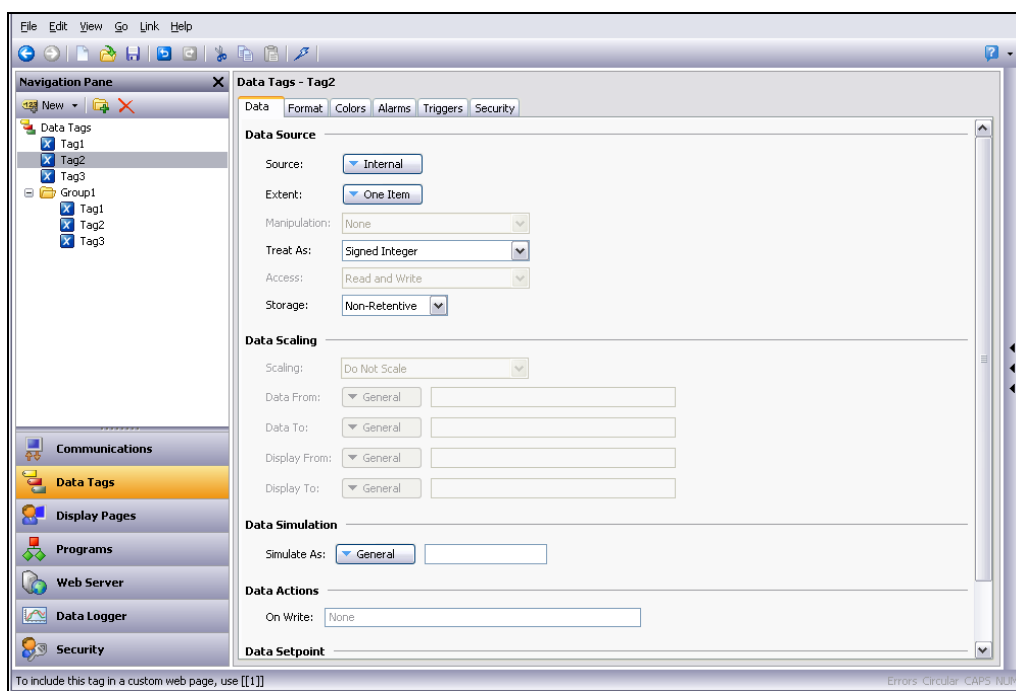 File Edit View Go Link Help
Navigation Pane
New
Data Tags
Tag1
Tag2
Tag3
Group1
Tag1
Tag2
Tag3
Communications
Data Tags
Display Pages
Programs
Web Server
Data Logger
Security
Data Tags - Tag2
Data Format Colors Alarms Triggers Security
Data Source
Source: Internal
Extent: One Item
Manipulation: None
Treat As: Signed Integer
Access: Read and Write
Storage: Non-Retentive
Data Scaling
Scaling: Do Not Scale
Data From: General
Data To: General
Display From: General
Display To: General
Data Simulation
Simulate As: General
Data Actions
On Write: None
Data Setpoint
To include this tag in a custom web page, use [[1]]
Errors Circular CAPS NUM